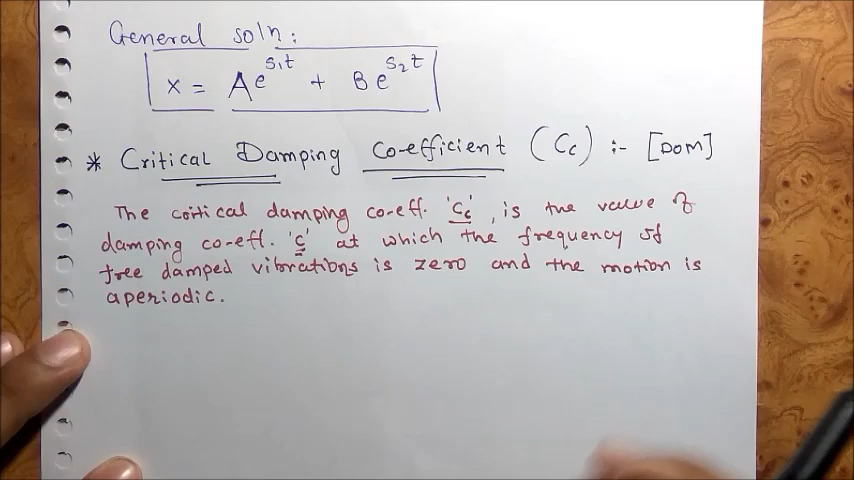 General soln:
x = Ae^{s₁t} + Be^{s₂t}
* Critical Damping Co-efficient (Cc) :- [DOM]
The critical damping co-eff. 'Cc', is the value of
damping co-eff. 'c' at which the frequency of
free damped vibrations is zero and the motion is
aperiodic.